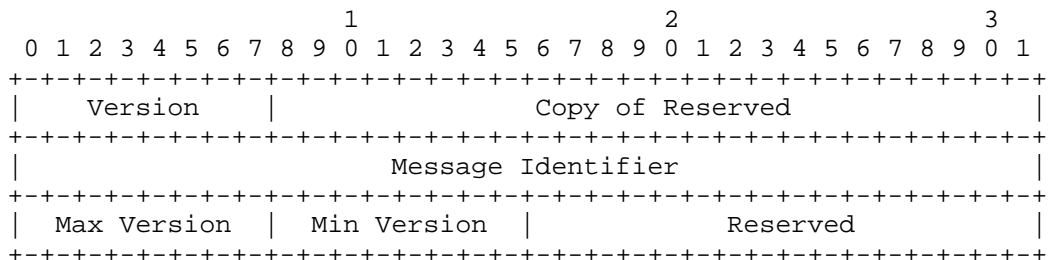 1                   2                   3
 0 1 2 3 4 5 6 7 8 9 0 1 2 3 4 5 6 7 8 9 0 1 2 3 4 5 6 7 8 9 0 1
+-+-+-+-+-+-+-+-+-+-+-+-+-+-+-+-+-+-+-+-+-+-+-+-+-+-+-+-+-+-+-+-+
|    Version    |                Copy of Reserved               |
+-+-+-+-+-+-+-+-+-+-+-+-+-+-+-+-+-+-+-+-+-+-+-+-+-+-+-+-+-+-+-+-+
|                       Message Identifier                      |
+-+-+-+-+-+-+-+-+-+-+-+-+-+-+-+-+-+-+-+-+-+-+-+-+-+-+-+-+-+-+-+-+
|  Max Version  |  Min Version  |            Reserved           |
+-+-+-+-+-+-+-+-+-+-+-+-+-+-+-+-+-+-+-+-+-+-+-+-+-+-+-+-+-+-+-+-+